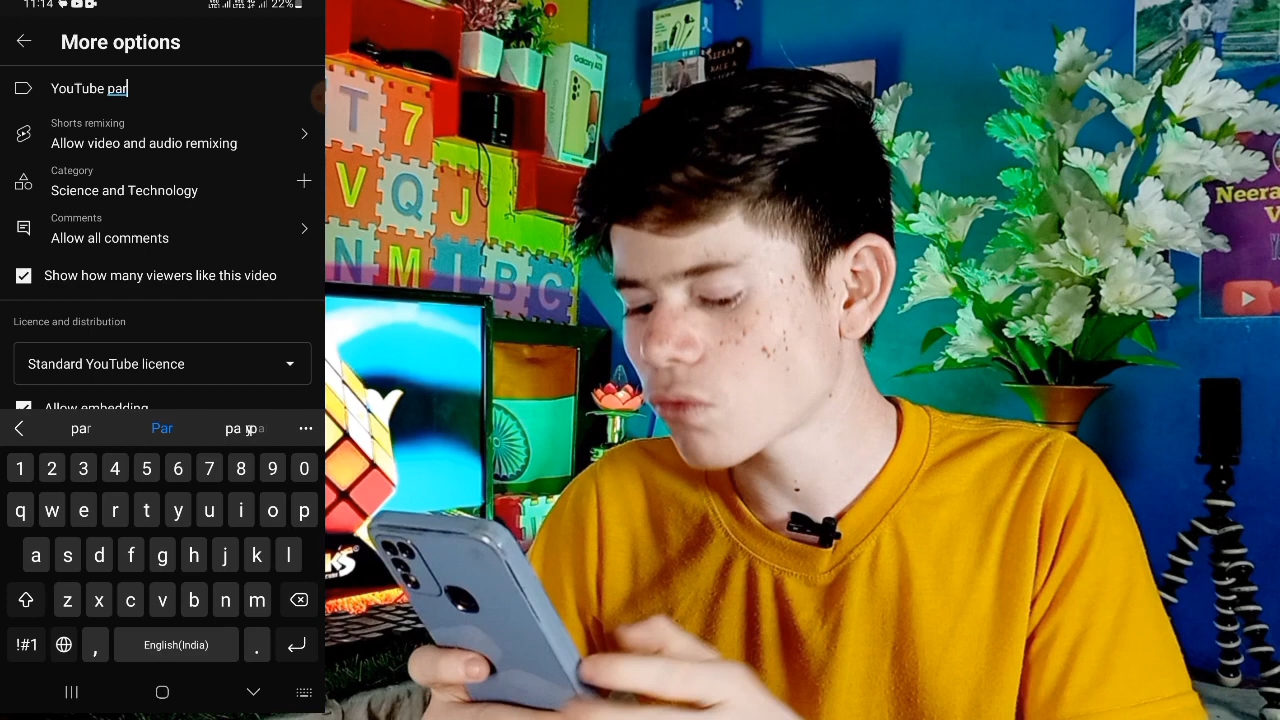 11:14
22%
More options
YouTube par
Shorts remixing
Allow video and audio remixing
Category
Science and Technology
Comments
Allow all comments
Show how many viewers like this video
Licence and distribution
Standard YouTube licence
Allow embedding
par Par
1 2 3 4 5 6 7 8 9 0
q w e r t y u i o p
a s d f g h j k l
z x c v b n m
!#1 , English(India) .
Galaxy A23
T 7
V Q J
N M I B C
Neera
V